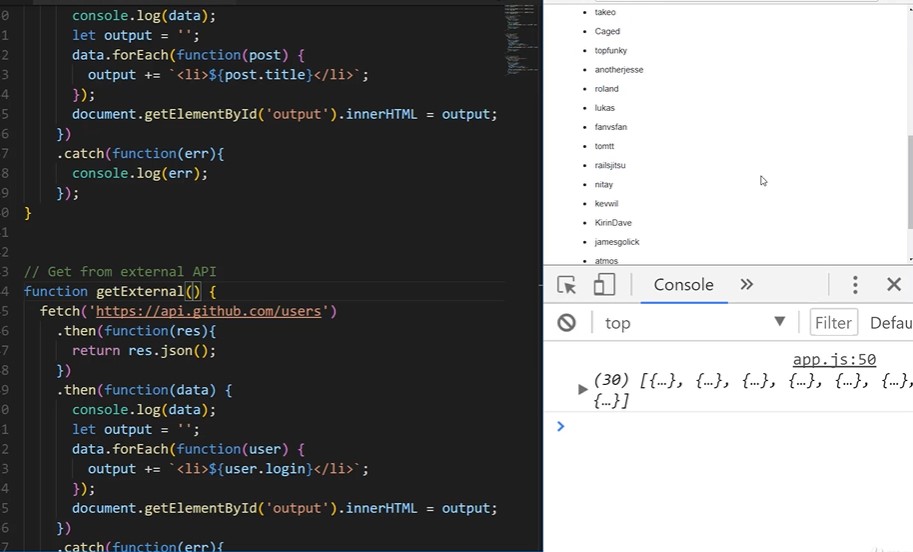 0 console.log(data);
1 let output = '';
2 data.forEach(function(post) {
3 output += `<li>${post.title}</li>`;
4 });
5 document.getElementById('output').innerHTML = output;
6 })
7 .catch(function(err){
8 console.log(err);
9 });
0 }
1
2
3 // Get from external API
4 function getExternal() {
5 fetch('https://api.github.com/users')
6 .then(function(res){
7 return res.json();
8 })
9 .then(function(data) {
0 console.log(data);
1 let output = '';
2 data.forEach(function(user) {
3 output += `<li>${user.login}</li>`;
4 });
5 document.getElementById('output').innerHTML = output;
6 })
7 .catch(function(err){
takeo
Caged
topfunky
anotherjesse
roland
lukas
fanvsfan
tomtt
railsjitsu
nitay
kevwil
KirinDave
jamesgolick
atmos
Console »
top ▼ Filter Defau
app.js:50
(30) [{…}, {…}, {…}, {…}, {…}, {…},
{…}]